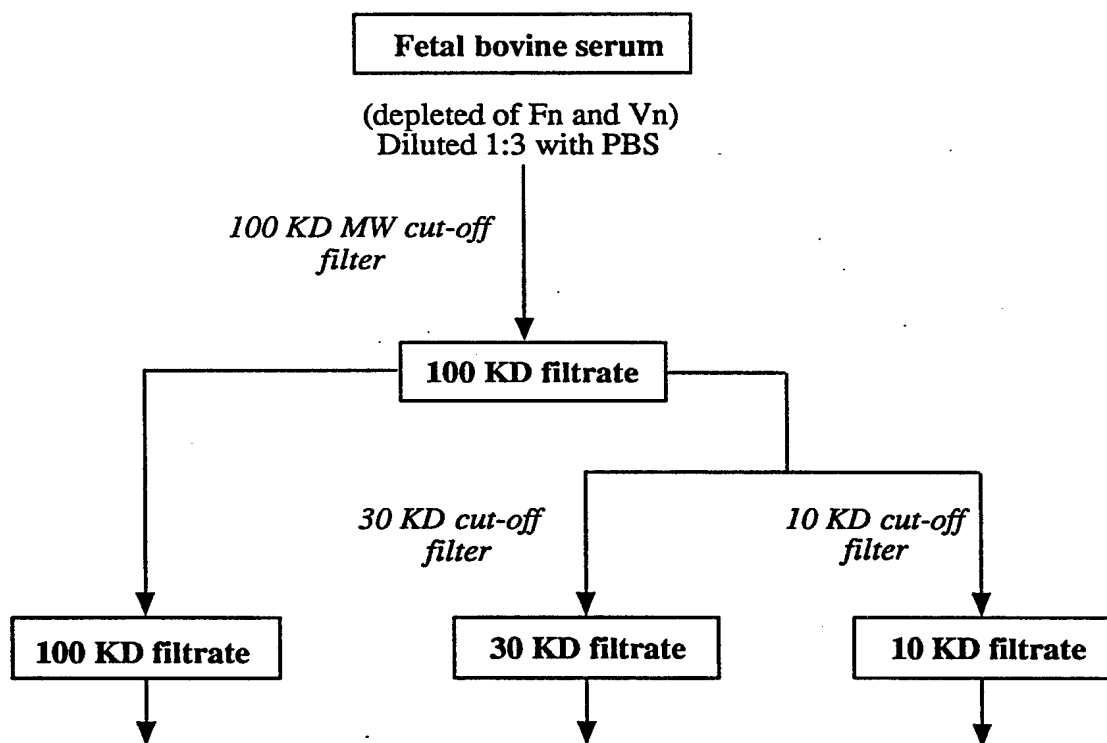 Fetal bovine serum
(depleted of Fn and Vn)
Diluted 1:3 with PBS
100 KD MW cut-off
filter
100 KD filtrate
30 KD cut-off
filter
10 KD cut-off
filter
100 KD filtrate
30 KD filtrate
10 KD filtrate